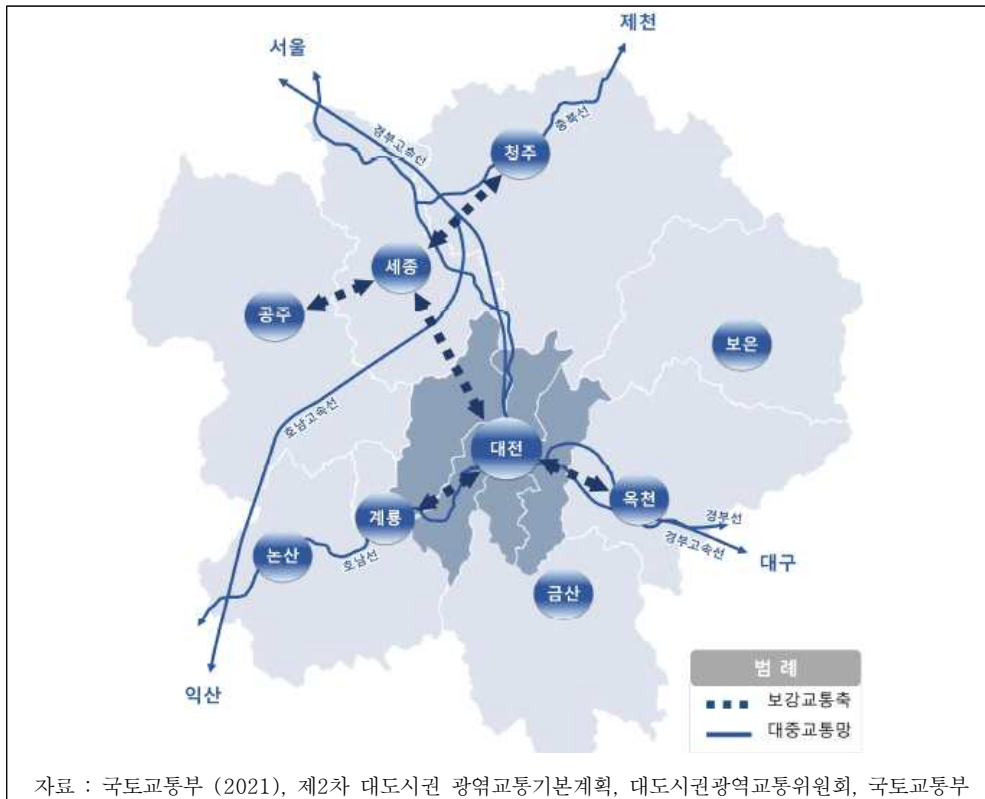 제천
서울
충북선
경부고속선
청주
세종
공주
보은
호남고속선
대전
옥천
계룡
경부선
경부고속선
논산
호남선
대구
금산
익산
범 례
보강교통축
대중교통망
자료 : 국토교통부 (2021), 제2차 대도시권 광엮교통기본계획, 대도시권광역교통위원회, 국토교통부